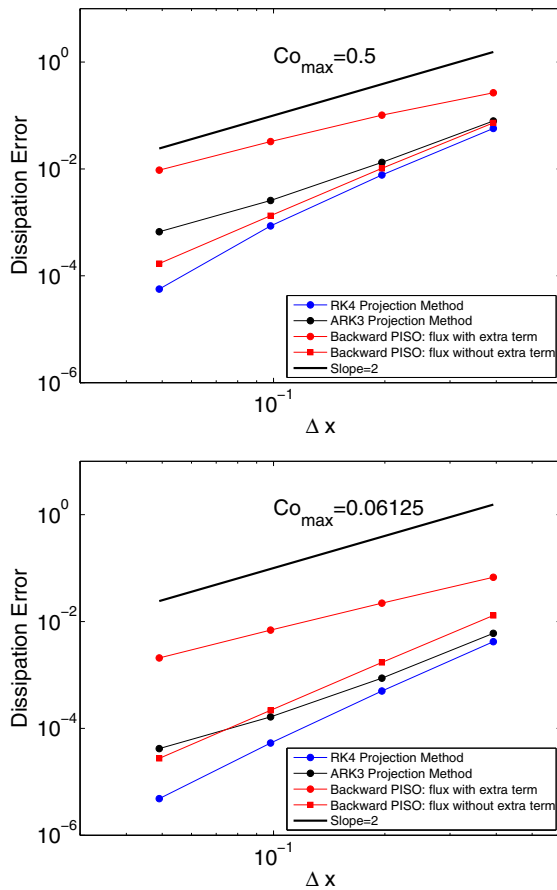 10^0
Co_max=0.5
10^-2
Dissipation Error
10^-4
RK4 Projection Method
ARK3 Projection Method
Backward PISO: flux with extra term
Backward PISO: flux without extra term
Slope=2
10^-6
10^-1
Δ x
10^0
Co_max=0.06125
10^-2
Dissipation Error
10^-4
RK4 Projection Method
ARK3 Projection Method
Backward PISO: flux with extra term
Backward PISO: flux without extra term
Slope=2
10^-6
10^-1
Δ x